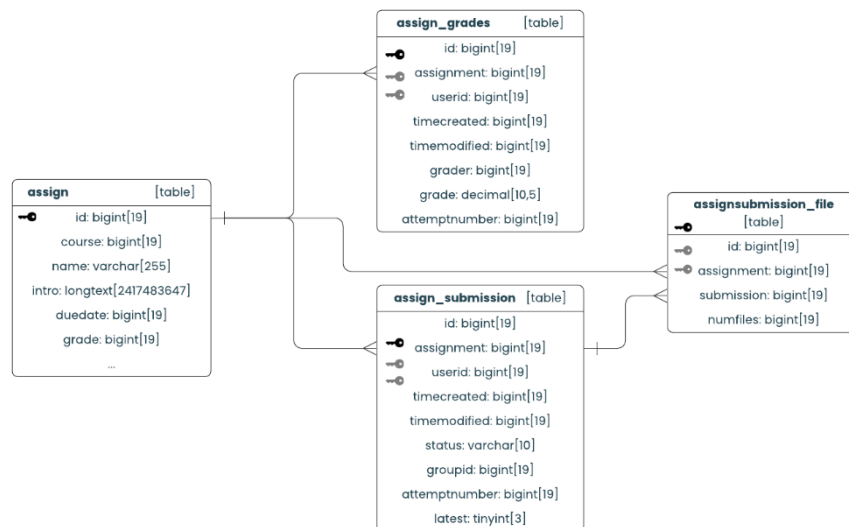 assign_grades [table]
id: bigint[19]
assignment: bigint[19]
userid: bigint[19]
timecreated: bigint[19]
timemodified: bigint[19]
grader: bigint[19]
grade: decimal[10,5]
attemptnumber: bigint[19]
assign [table]
id: bigint[19]
course: bigint[19]
name: varchar[255]
intro: longtext[2417483647]
duedate: bigint[19]
grade: bigint[19]
...
assignsubmission_file
[table]
id: bigint[19]
assignment: bigint[19]
submission: bigint[19]
numfiles: bigint[19]
assign_submission [table]
id: bigint[19]
assignment: bigint[19]
userid: bigint[19]
timecreated: bigint[19]
timemodified: bigint[19]
status: varchar[10]
groupid: bigint[19]
attemptnumber: bigint[19]
latest: tinyint[3]